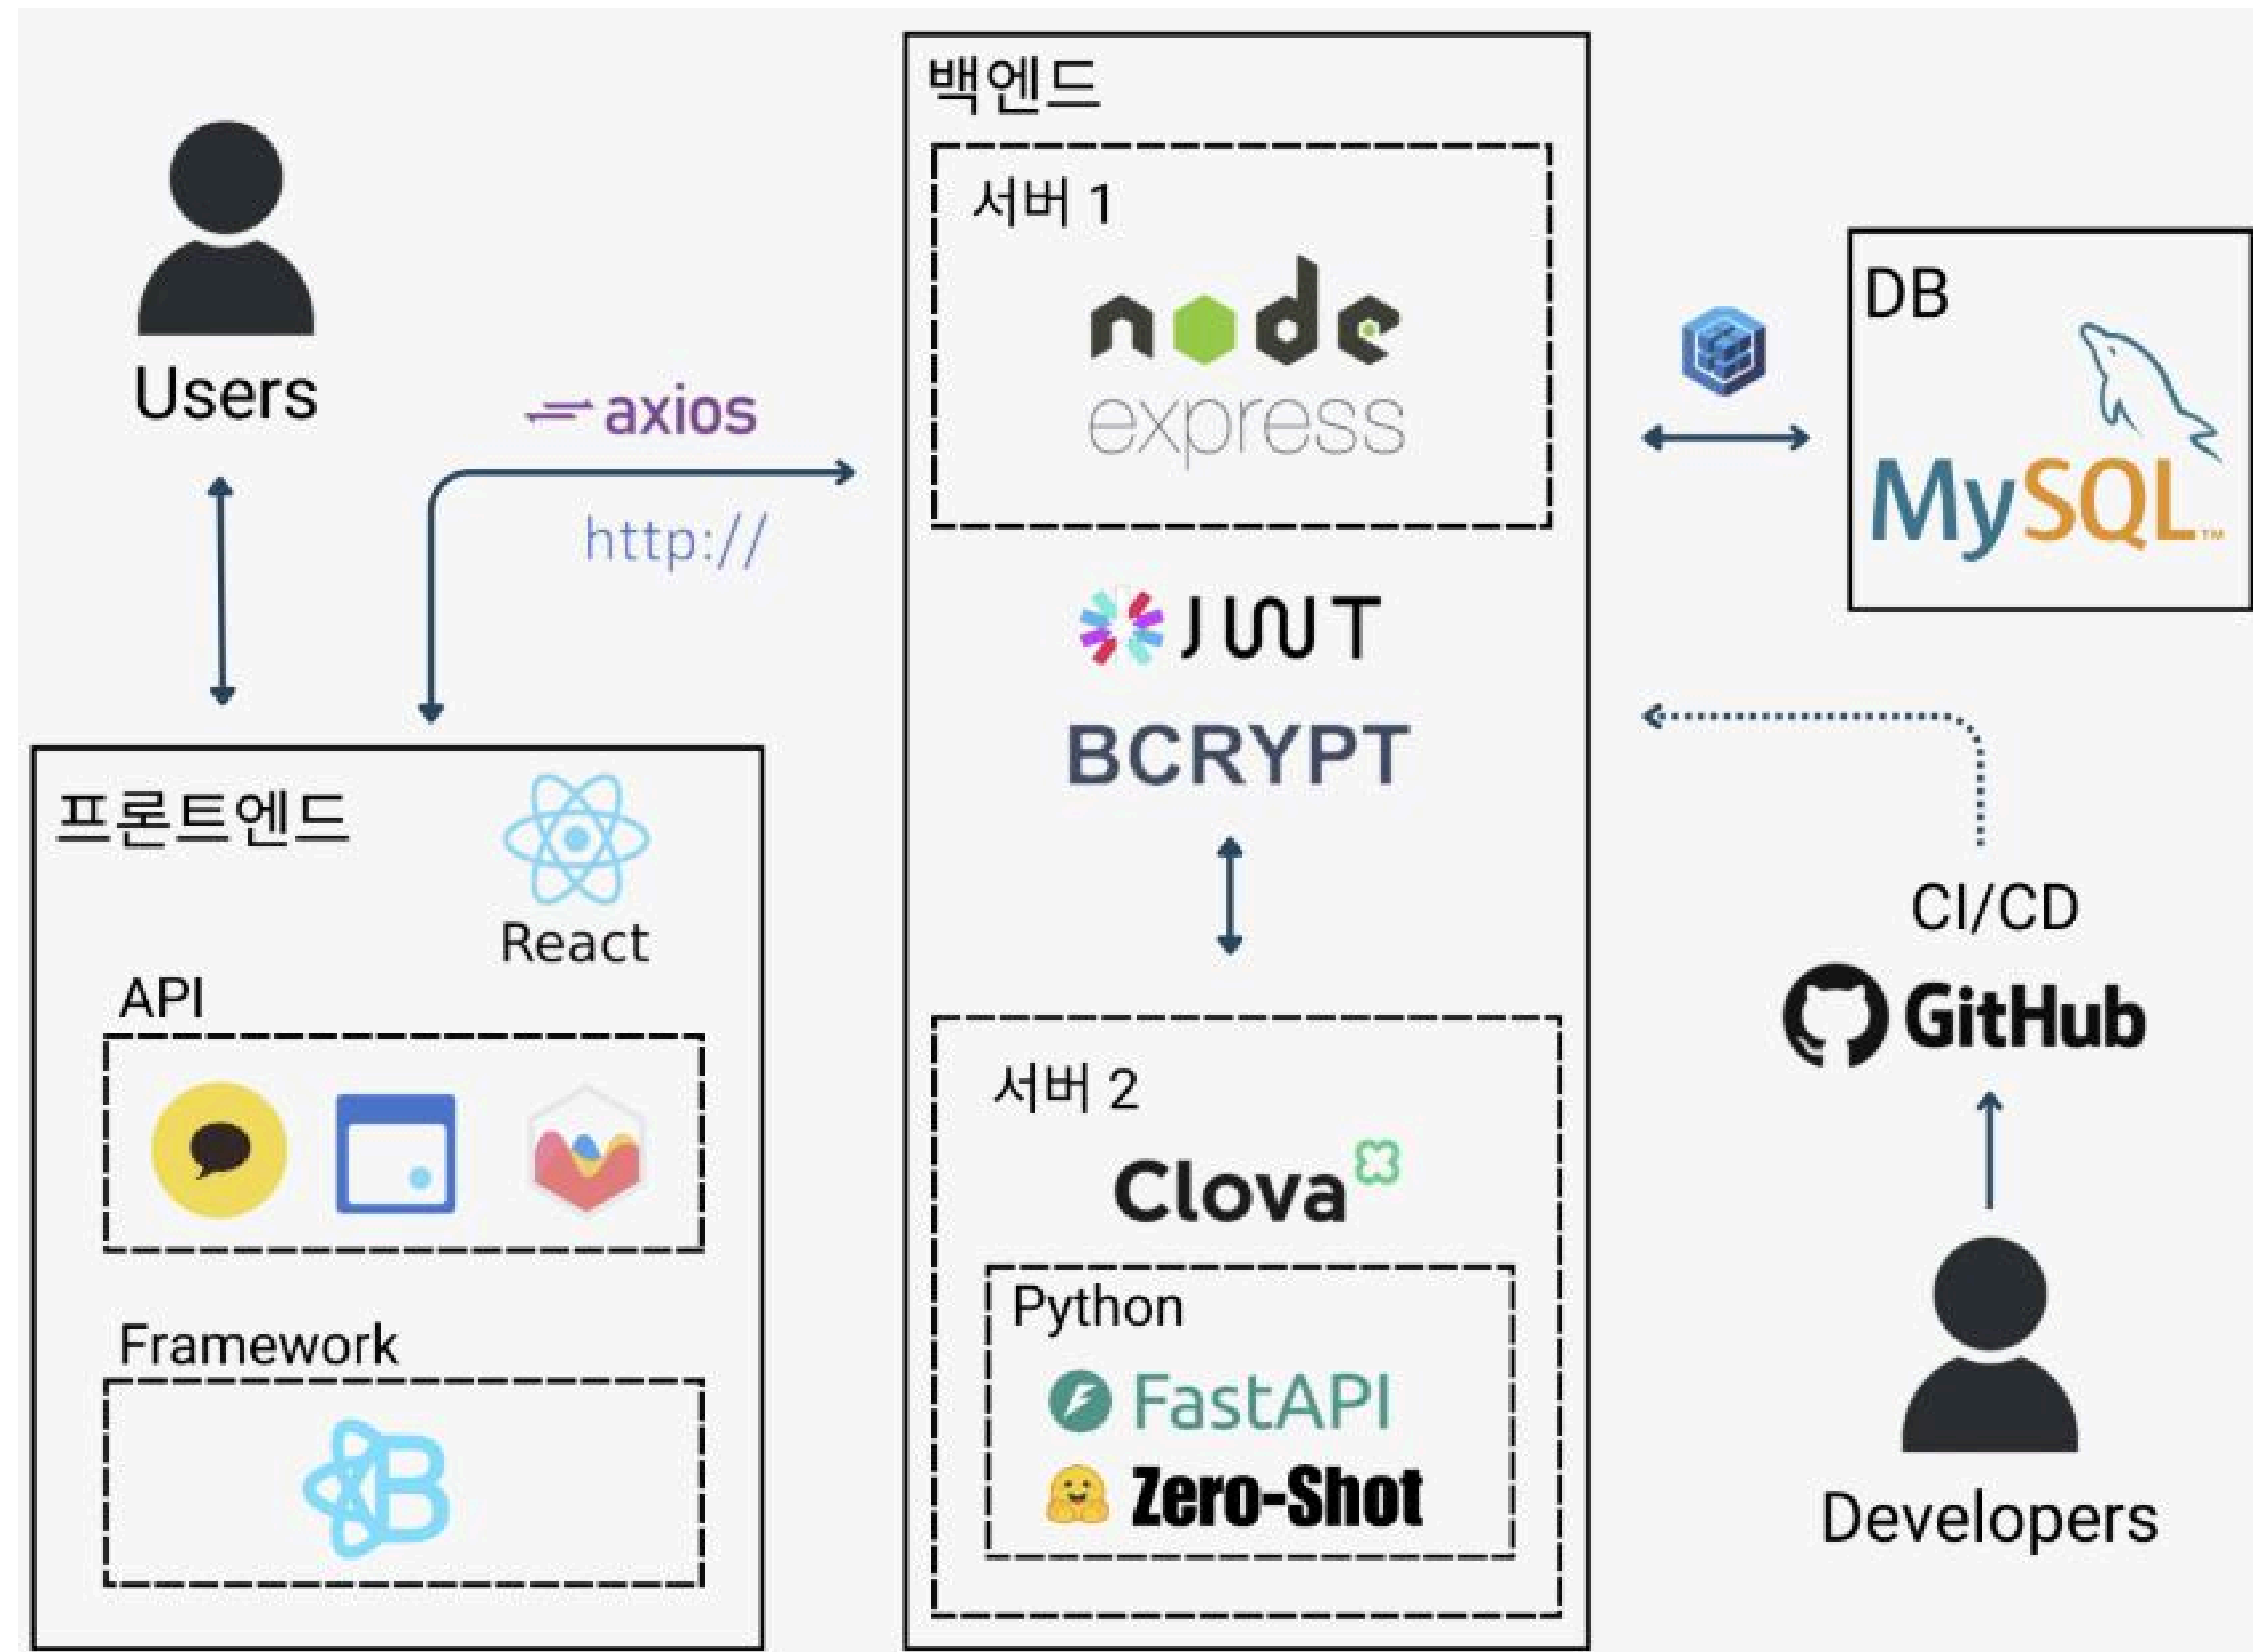 Users
axios
http://
프론트엔드
React
API
Framework
B
백엔드
서버 1
node
express
JWT
BCRYPT
서버 2
Clova
Python
FastAPI
Zero-Shot
DB
MySQL™
CI/CD
GitHub
Developers